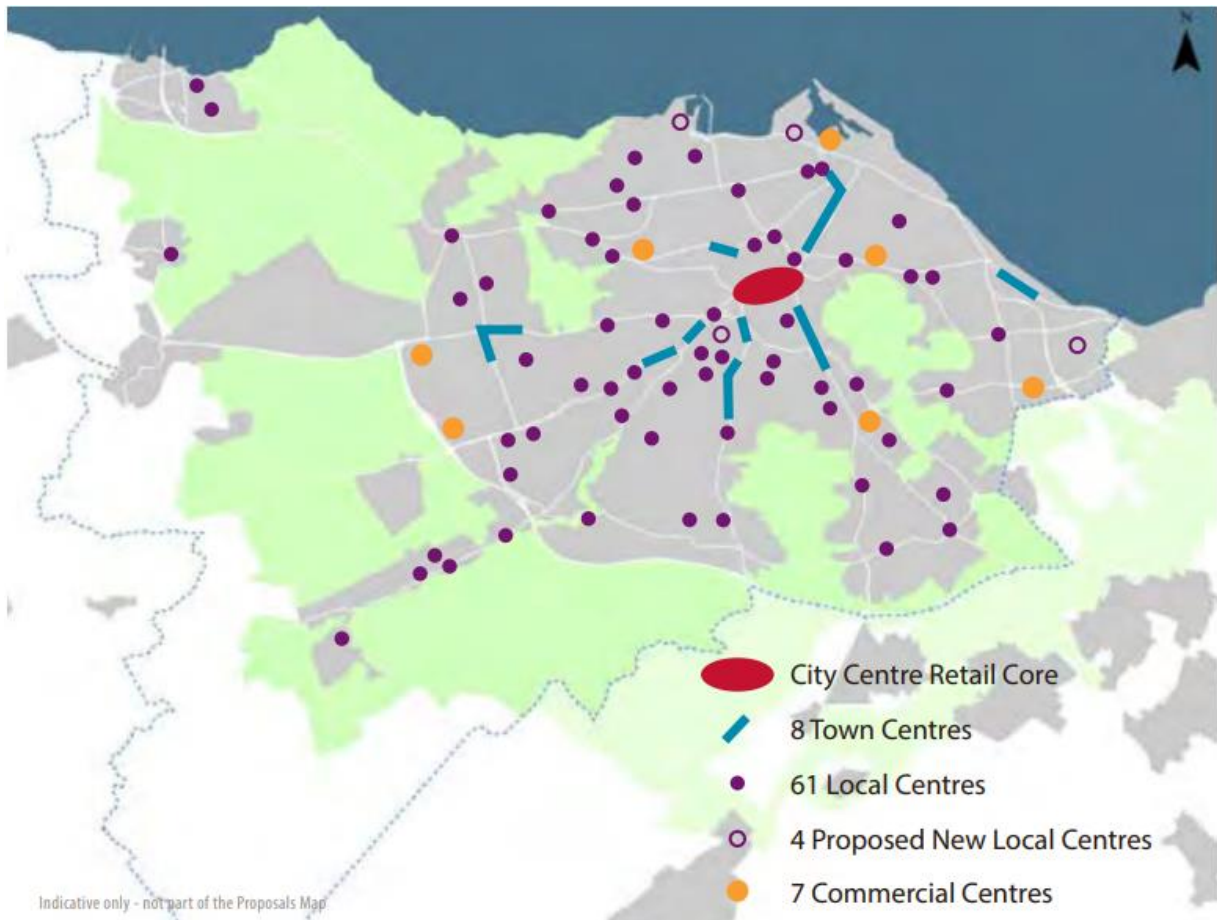 N
City Centre Retail Core
8 Town Centres
61 Local Centres
4 Proposed New Local Centres
7 Commercial Centres
Indicative only - not part of the Proposals Map